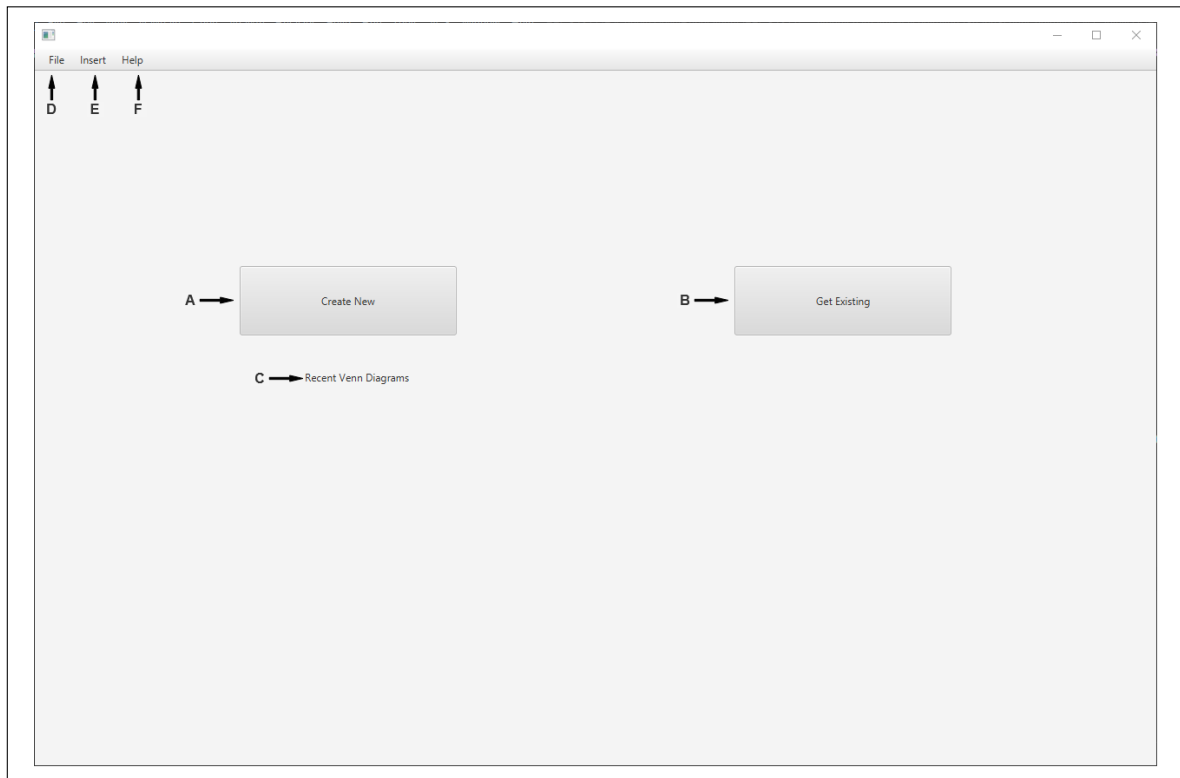 File Insert Help
D E F
A Create New B Get Existing
C Recent Venn Diagrams